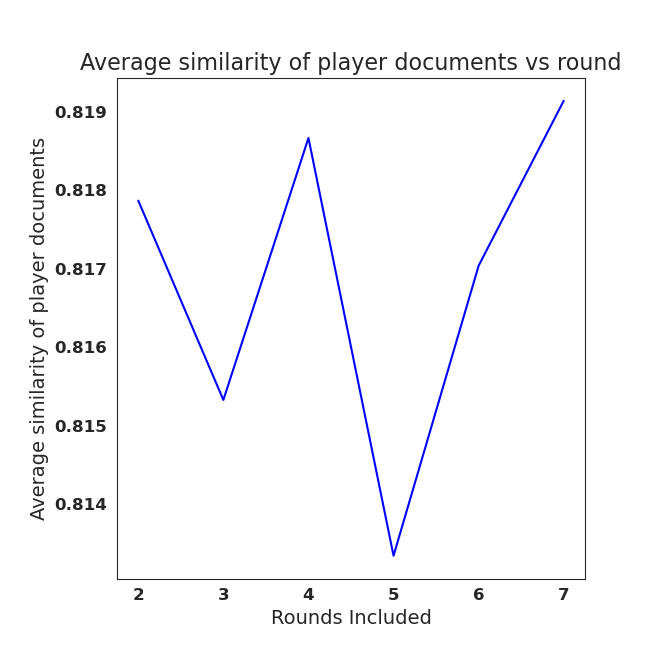 Average similarity of player documents vs round
Average similarity of player documents
0.819
0.818
0.817
0.816
0.815
0.814
2 3 4 5 6 7
Rounds Included